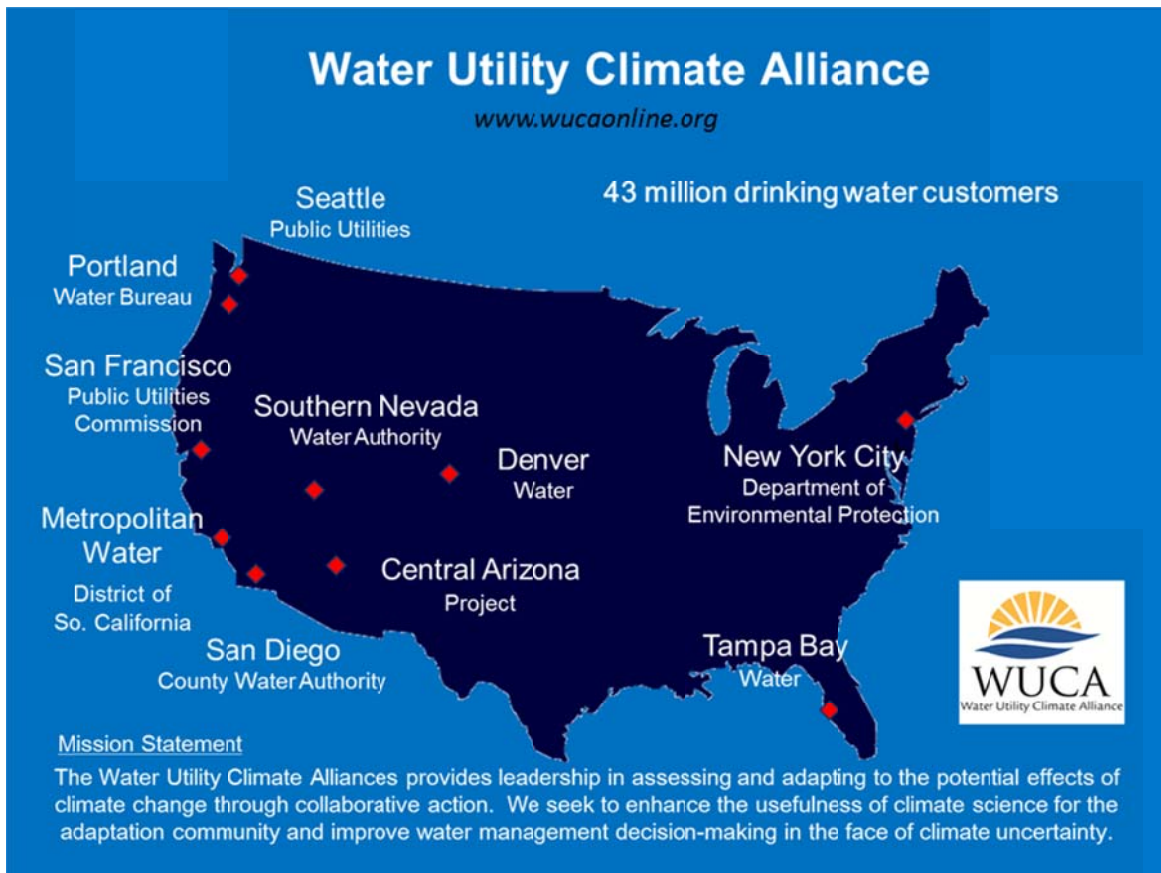 Water Utility Climate Alliance
www.wucaonline.org
43 million drinking water customers
Seattle
Public Utilities
Portland
Water Bureau
San Francisco
Public Utilities
Commission
Southern Nevada
Water Authority
Denver
Water
New York City
Department of
Environmental Protection
Metropolitan
Water
District of
So. California
Central Arizona
Project
San Diego
County Water Authority
Tampa Bay
Water
WUCA
Water Utility Climate Alliance
Mission Statement
The Water Utility Climate Alliances provides leadership in assessing and adapting to the potential effects of
climate change through collaborative action. We seek to enhance the usefulness of climate science for the
adaptation community and improve water management decision-making in the face of climate uncertainty.